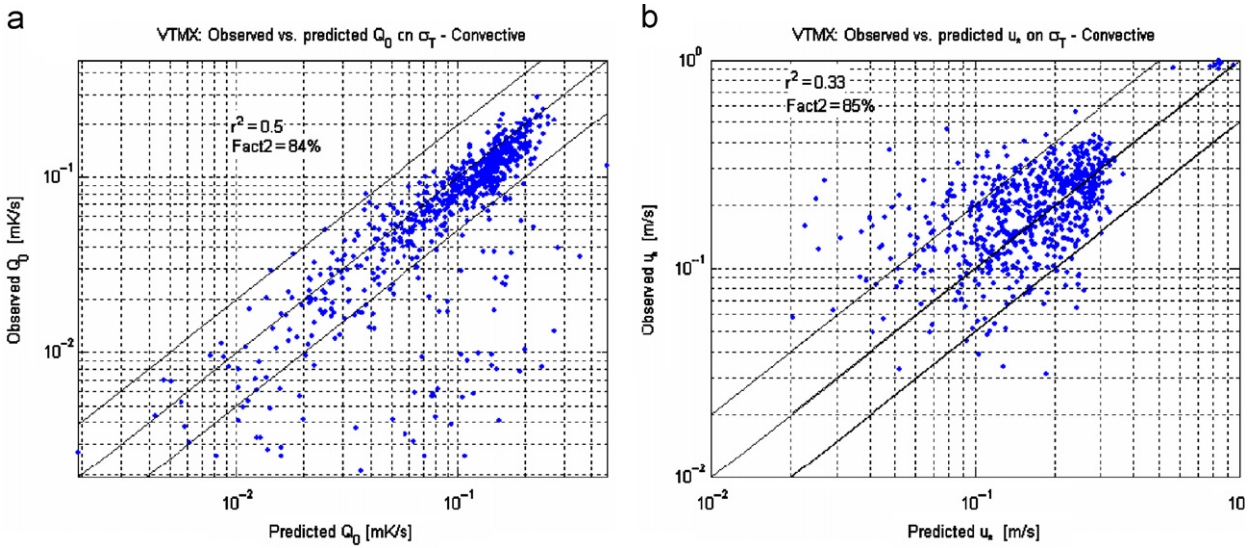 a
VTMX: Observed vs. predicted Q₀ cn σ_T - Convective
r² = 0.5
Fact2 = 84%
10⁻¹
10⁻²
Observed Q₀ [mK/s]
10⁻² 10⁻¹
Predicted Q₀ [mK/s]
b
VTMX: Observed vs. predicted u* on σ_T - Convective
r² = 0.33
Fact2 = 85%
10⁰
10⁻¹
10⁻²
Observed u* [m/s]
10⁻² 10⁻¹ 10
Predicted u* [m/s]